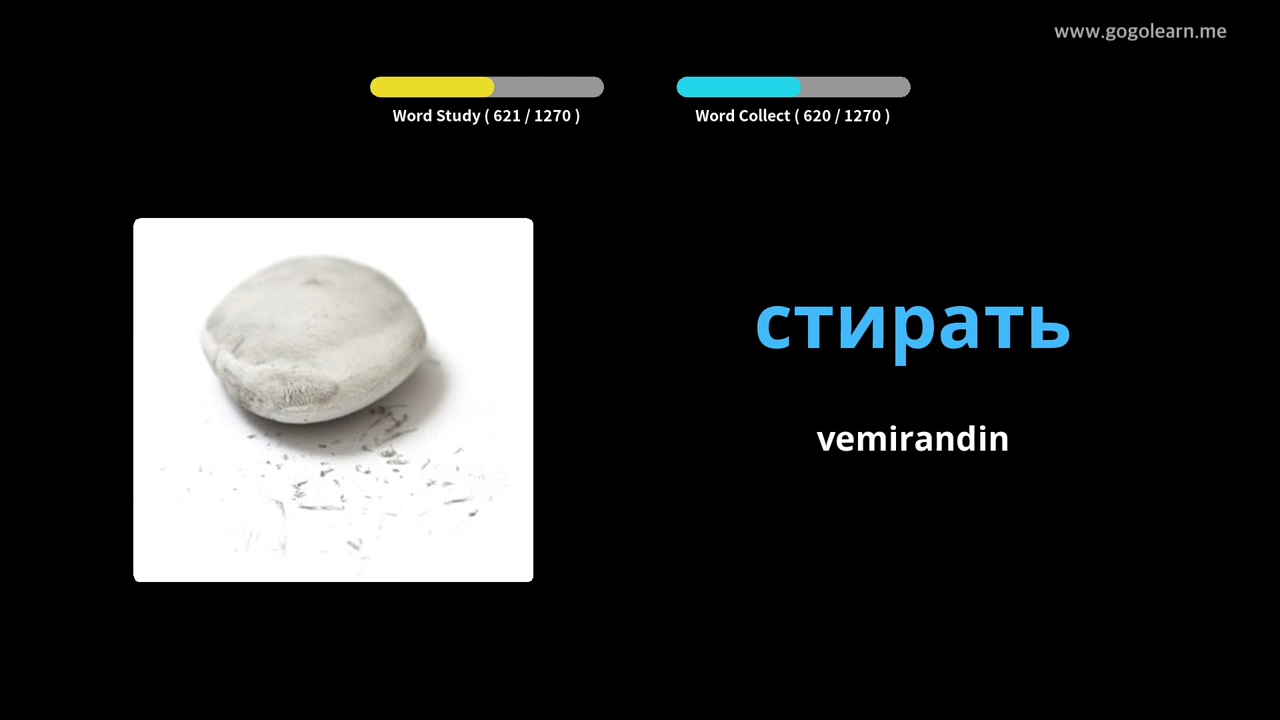 www.gogolearn.me
Word Study ( 621 / 1270 )
Word Collect ( 620 / 1270 )
стирать
vemirandin